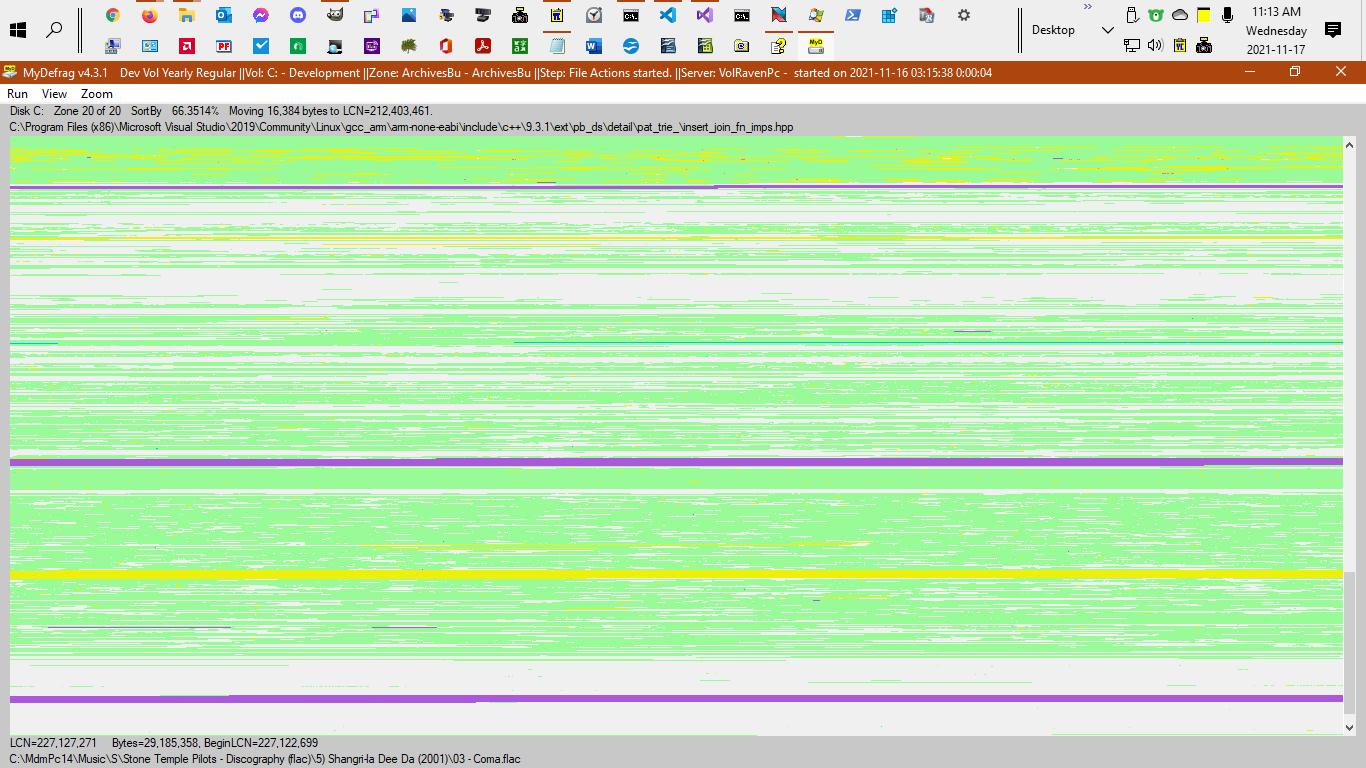 11:13 AM
Desktop
Wednesday
2021-11-17
MyDefrag v4.3.1 Dev Vol Yearly Regular ||Vol: C: - Development ||Zone: ArchivesBu - ArchivesBu ||Step: File Actions started. ||Server: VolRavenPc - started on 2021-11-16 03:15:38 0:00:04
Run View Zoom
Disk C: Zone 20 of 20 SortBy 66.3514% Moving 16,384 bytes to LCN=212,403,461.
C:\Program Files (x86)\Microsoft Visual Studio\2019\Community\Linux\gcc_arm\arm-none-eabi\include\c++\9.3.1\ext\pb_ds\detail\pat_trie_\insert_join_fn_imps.hpp
LCN=227,127,271 Bytes=29,185,358, BeginLCN=227,122,699
C:\MdmPc14\Music\S\Stone Temple Pilots - Discography (flac)\5) Shangri-la Dee Da (2001)\03 - Coma.flac